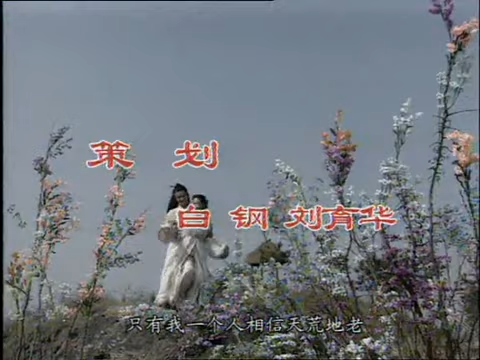 策 划
白 钢 刘育华
只有我一个人相信天荒地老